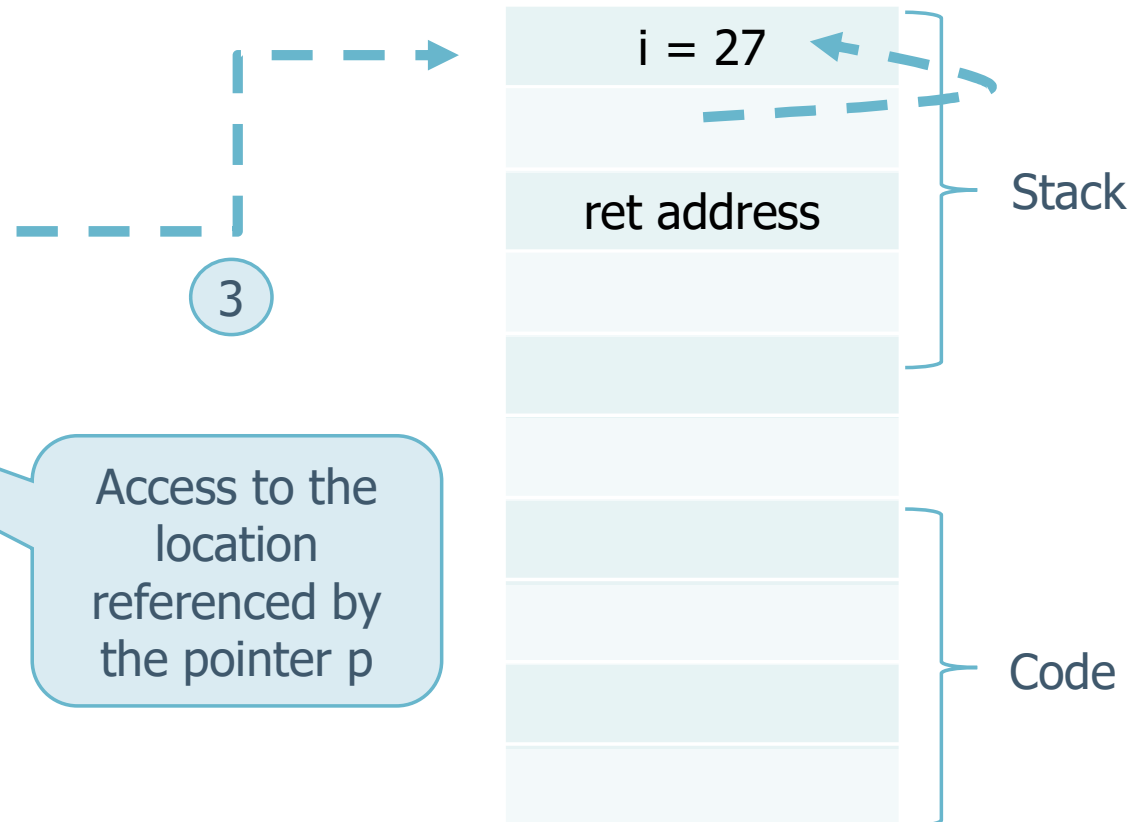 i = 27
ret address
Stack
3
Access to the
location
referenced by
the pointer p
Code